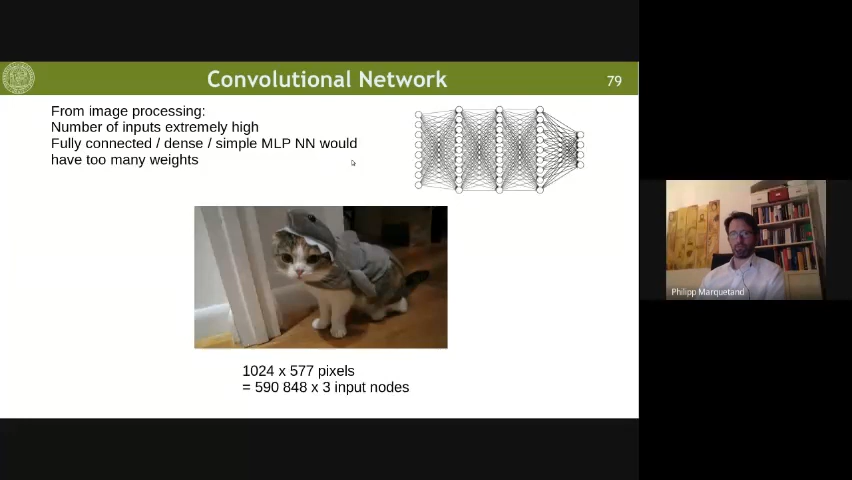 Convolutional Network
79
From image processing:
Number of inputs extremely high
Fully connected / dense / simple MLP NN would
have too many weights
1024 x 577 pixels
= 590 848 x 3 input nodes
Philipp Marquetand